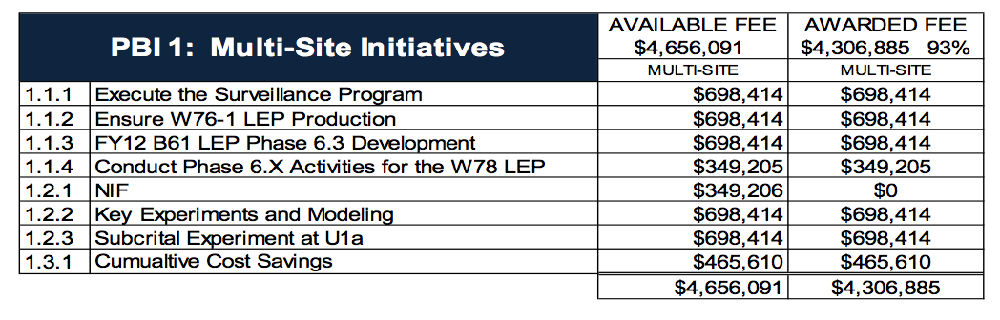 PBI 1: Multi-Site Initiatives
AVAILABLE FEE AWARDED FEE
$4,656,091 $4,306,885 93%
MULTI-SITE MULTI-SITE
1.1.1 Execute the Surveillance Program $698,414 $698,414
1.1.2 Ensure W76-1 LEP Production $698,414 $698,414
1.1.3 FY12 B61 LEP Phase 6.3 Development $698,414 $698,414
1.1.4 Conduct Phase 6.X Activities for the W78 LEP $349,205 $349,205
1.2.1 NIF $349,206 $0
1.2.2 Key Experiments and Modeling $698,414 $698,414
1.2.3 Subcrital Experiment at U1a $698,414 $698,414
1.3.1 Cumualtive Cost Savings $465,610 $465,610
$4,656,091 $4,306,885